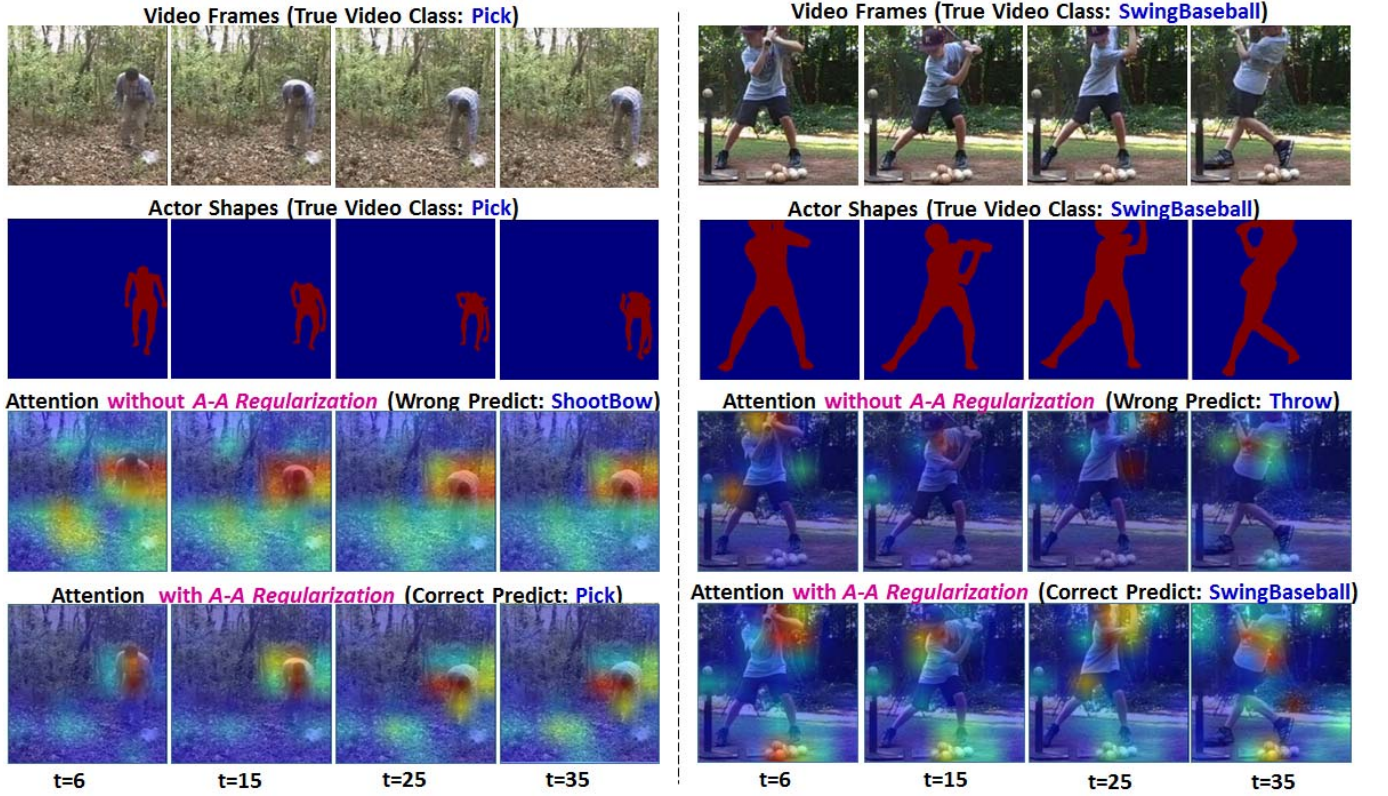 Video Frames (True Video Class: Pick)
Actor Shapes (True Video Class: Pick)
Attention without A-A Regularization (Wrong Predict: ShootBow)
Attention with A-A Regularization (Correct Predict: Pick)
t=6 t=15 t=25 t=35
Video Frames (True Video Class: SwingBaseball)
Actor Shapes (True Video Class: SwingBaseball)
Attention without A-A Regularization (Wrong Predict: Throw)
Attention with A-A Regularization (Correct Predict: SwingBaseball)
t=6 t=15 t=25 t=35